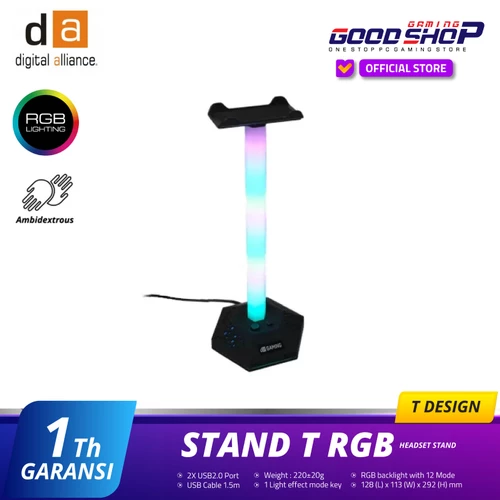 da
digital alliance.
GAMING
GOODSHOP
ONE STOP PC GAMING STORE
OFFICIAL STORE
RGB
LIGHTING
Ambidextrous
GAMING
T DESIGN
1Th
GARANSI
STAND T RGB HEADSET STAND
• 2X USB2.0 Port
• USB Cable 1.5m
• Weight : 220±20g
• 1 Light effect mode key
• RGB backlight with 12 Mode
• 128 (L) x 113 (W) x 292 (H) mm